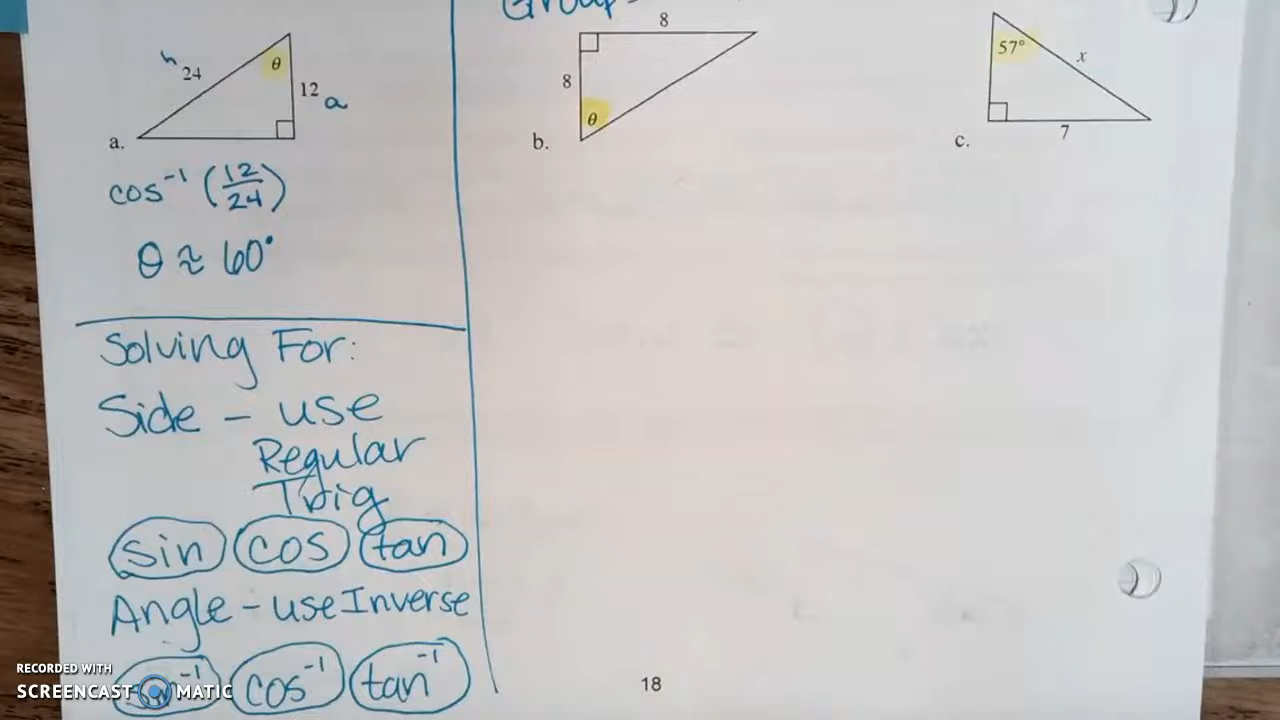 Group
8
h
24
θ
12 a
a.
8
θ
b.
57°
x
7
c.
cos⁻¹ (12/24)
θ ≈ 60°
Solving For:
Side - use
Regular
Trig
sin cos tan
Angle - use Inverse
cos⁻¹ tan⁻¹
18
RECORDED WITH
SCREENCAST MATIC